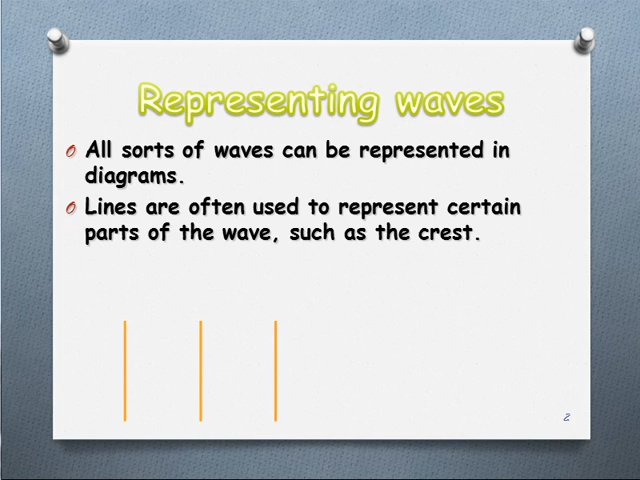 Representing waves
All sorts of waves can be represented in
diagrams.
Lines are often used to represent certain
parts of the wave, such as the crest.
2